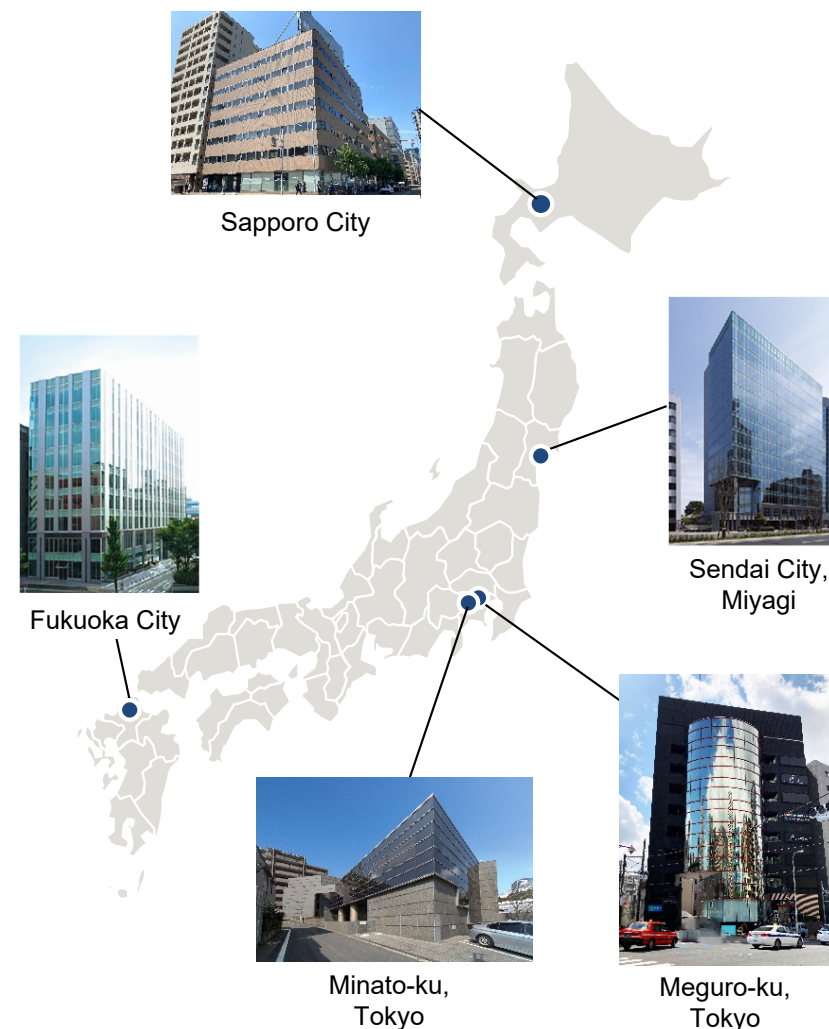 Sapporo City
Sendai City,
Miyagi
Fukuoka City
Minato-ku,
Tokyo
Meguro-ku,
Tokyo